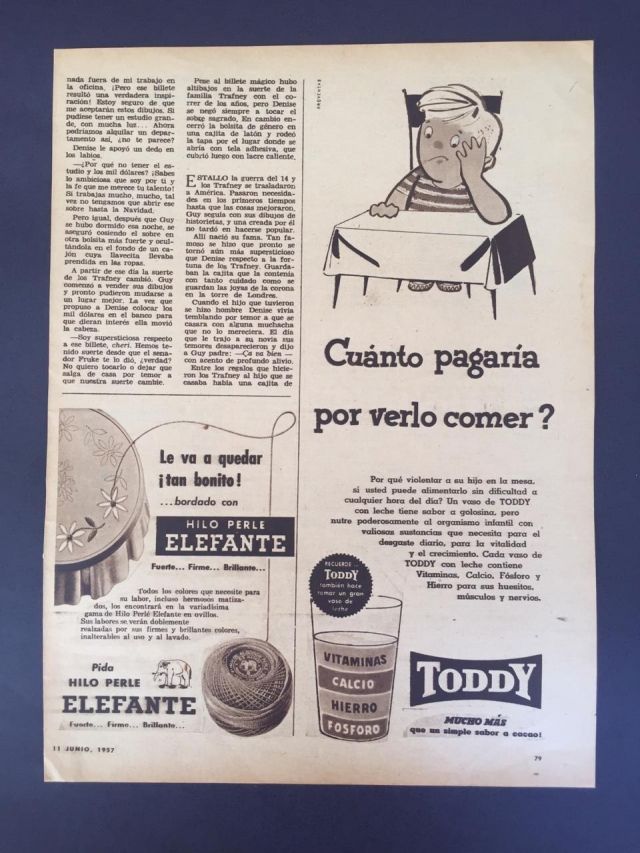 nada fuera de mi trabajo en
la oficina. ¡Pero ese billete
resultó una verdadera inspi-
ración! Estoy seguro de que
me aceptarán estos dibujos. Si
pudiese tener un estudio gran-
de, con mucha luz... Ahora
podríamos alquilar un depar-
tamento así, ¿no te parece?
Denise le apoyó un dedo en
los labios.
—¿Por qué no tener el es-
tudio y los mil dólares? ¡Sabes
lo ambiciosa que soy por ti y
la fe que me merece tu talento!
Si trabajas mucho, mucho, tal
vez no tengamos que abrir ese
sobre hasta la Navidad.
Pero igual, después que Guy
se hubo dormido esa noche, se
aseguró cosiendo el sobre en
otra bolsita más fuerte y ocul-
tándola en el fondo de un ca-
jón cuya llavecita llevaba
prendida en las ropas.
A partir de ese día la suerte
de los Trafney cambió. Guy
comenzó a vender sus dibujos
y pronto pudieron mudarse a
un lugar mejor. La vez que
propuso a Denise colocar los
mil dólares en el banco para
que dieran interés ella movió
la cabeza.
—Soy supersticiosa respecto
a ese billete, cheri. Hemos te-
nido suerte desde que el sena-
dor Fruke te lo dió, ¿verdad?
No quiero tocarlo o dejar que
salga de casa por temor a
que nuestra suerte cambie.
Pese al billete mágico hubo
altibajos en la suerte de la
familia Trafney con el co-
rrer de los años, pero Denise
se negó siempre a tocar el
sobre sagrado. En cambio en-
cerró la bolsita de género en
una cajita de latón y rodeó
la tapa por el lugar donde se
abría con tela adhesiva, que
cubrió luego con lacre caliente.
ESTALLO la guerra del 14 y
los Trafney se trasladaron
a América. Pasaron necesida-
des en los primeros tiempos
hasta que las cosas mejoraron.
Guy seguía con sus dibujos de
historietas, y una creada por él
no tardó en hacerse popular.
Allí nació su fama. Tan fa-
moso se hizo que pronto se
tornó aún más supersticioso
que Denise respecto a la for-
tuna de los Trafney. Guarda-
ban la cajita que la contenía
con tanto cuidado como se
guardan las joyas de la corona
en la torre de Londres.
Cuando el hijo que tuvieron
se hizo hombre Denise vivía
temblando por temor a que se
casara con alguna muchacha
que no lo mereciera. El día
que le trajo a su novia sus
temores desaparecieron y dijo
a Guy padre: —Ça va bien —
con acento de profundo alivio.
Entre los regalos que hicie-
ron los Trafney al hijo que se
casaba había una cajita de
Le va a quedar
¡tan bonito!
...bordado con
HILO PERLE
ELEFANTE
Fuerte... Firme... Brillante...
Todos los colores que necesite para
su labor, incluso hermosos matiza-
dos, los encontrará en la variadísima
gama de Hilo Perlé Elefante en ovillos.
Sus labores se verán doblemente
realzadas por sus firmes y brillantes colores,
inalterables al uso y al lavado.
Pida
HILO PERLE
ELEFANTE
Fuerte... Firme... Brillante...
11 JUNIO, 1957
Cuánto pagaría
por verlo comer?
Por qué violentar a su hijo en la mesa,
si usted puede alimentarlo sin dificultad a
cualquier hora del día? Un vaso de TODDY
con leche tiene sabor a golosina, pero
nutre poderosamente al organismo infantil con
valiosas sustancias que necesita para el
desgaste diario, para la vitalidad
y el crecimiento. Cada vaso de
TODDY con leche contiene
Vitaminas, Calcio, Fósforo y
Hierro para sus huesitos,
músculos y nervios.
RECUERDE...
TODDY
también hace
tomar un gran
vaso de
leche
VITAMINAS
CALCIO
HIERRO
FOSFORO
TODDY
MUCHO MÁS
que un simple sabor a cacao!
79